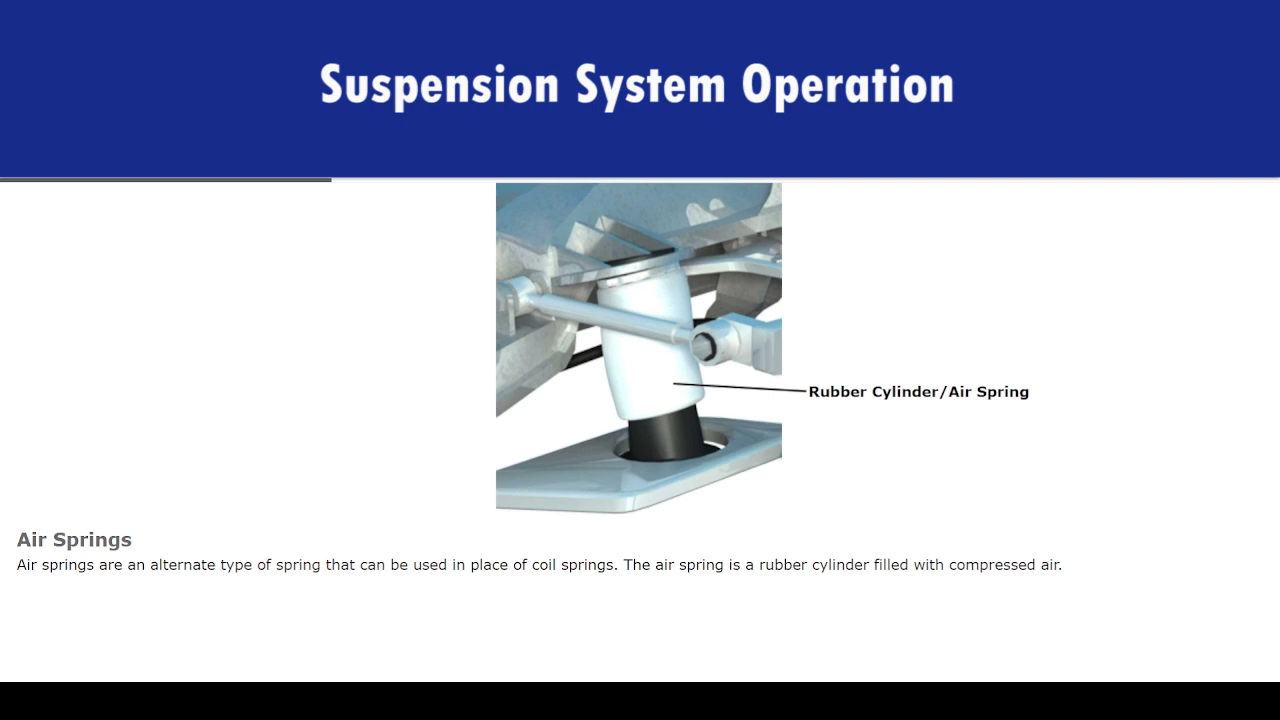 Suspension System Operation
Rubber Cylinder/Air Spring
Air Springs
Air springs are an alternate type of spring that can be used in place of coil springs. The air spring is a rubber cylinder filled with compressed air.